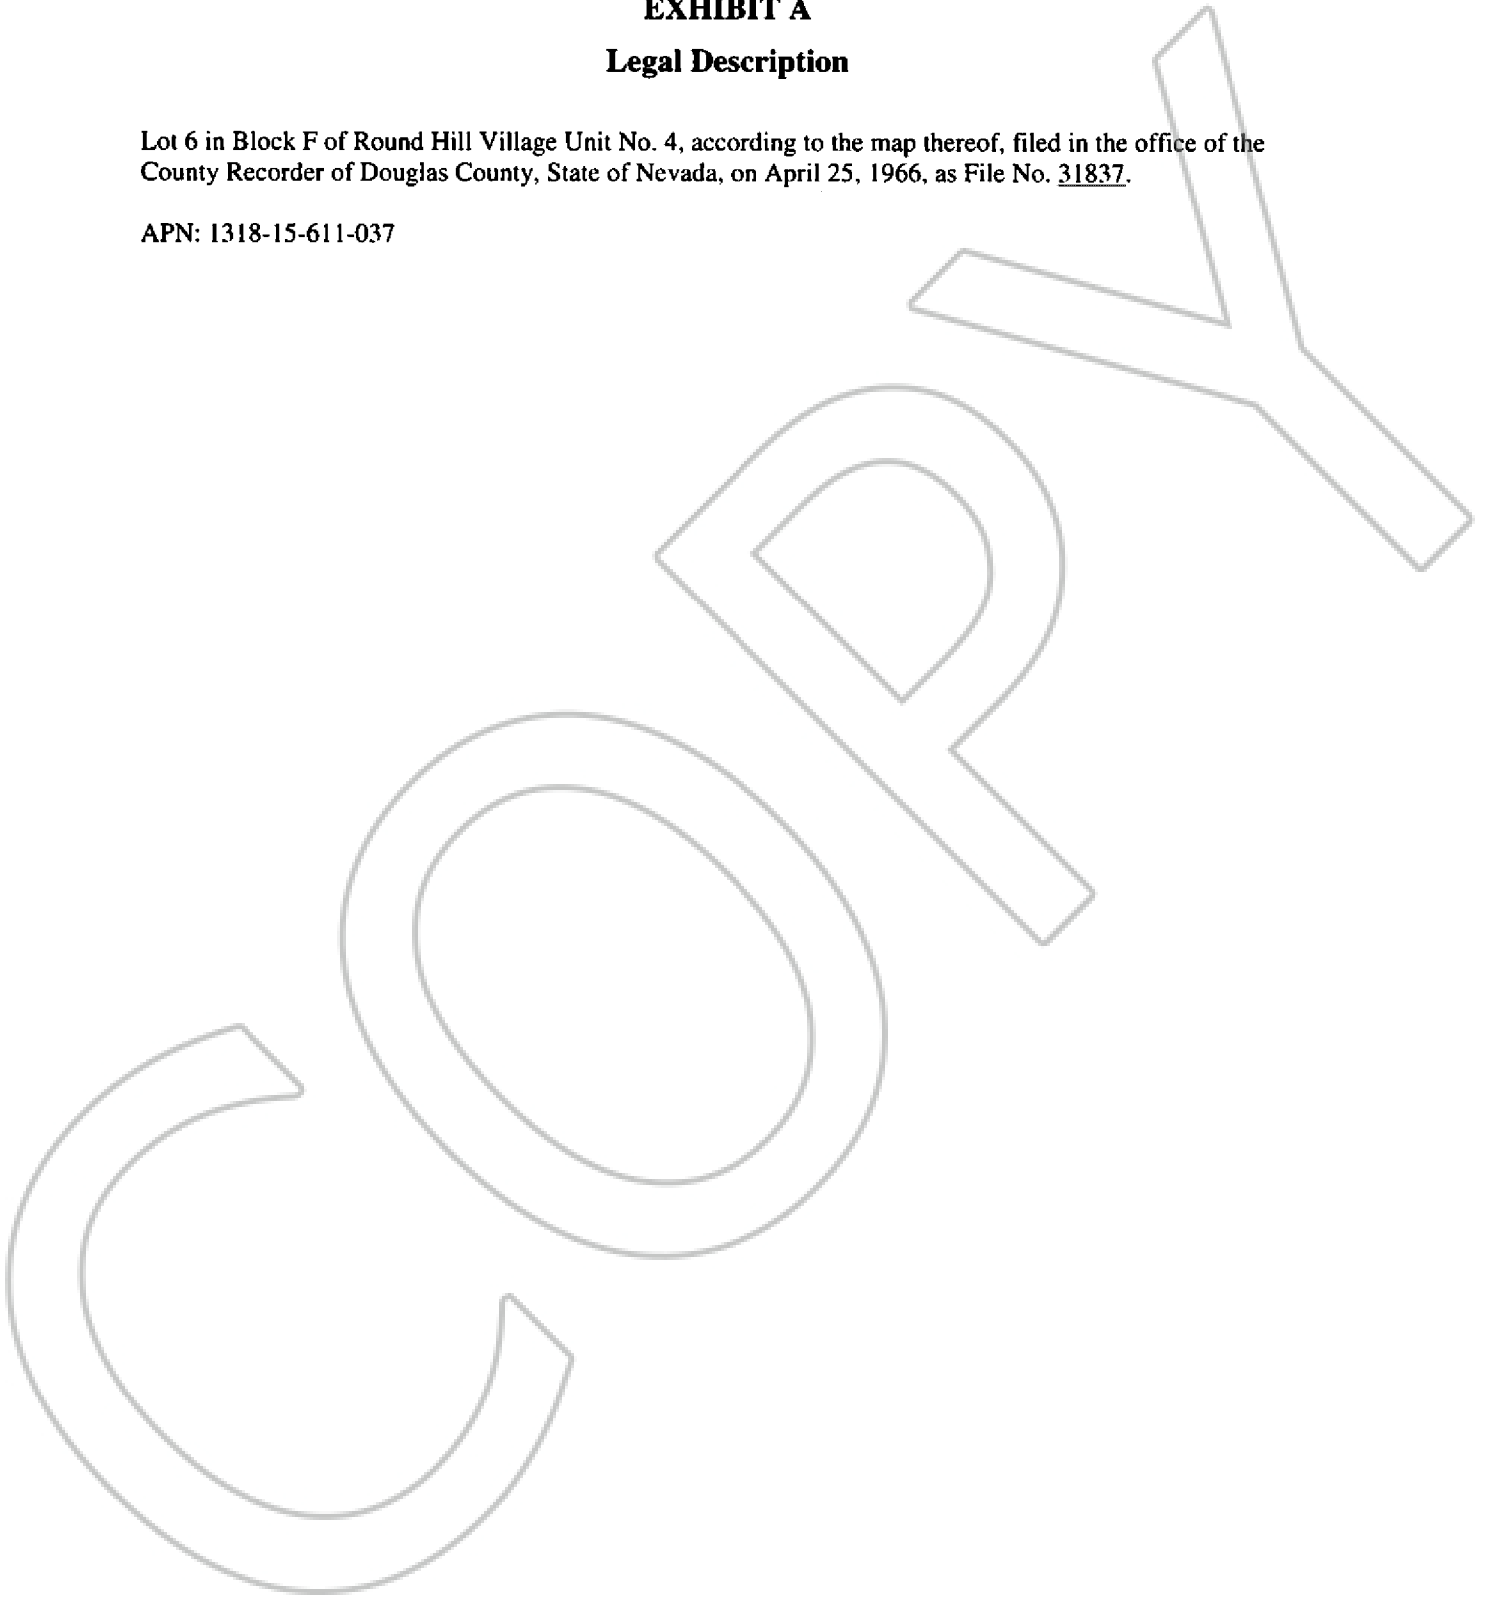 EXHIBIT A
Legal Description
Lot 6 in Block F of Round Hill Village Unit No. 4, according to the map thereof, filed in the office of the
County Recorder of Douglas County, State of Nevada, on April 25, 1966, as File No. 31837.
APN: 1318-15-611-037
COPY